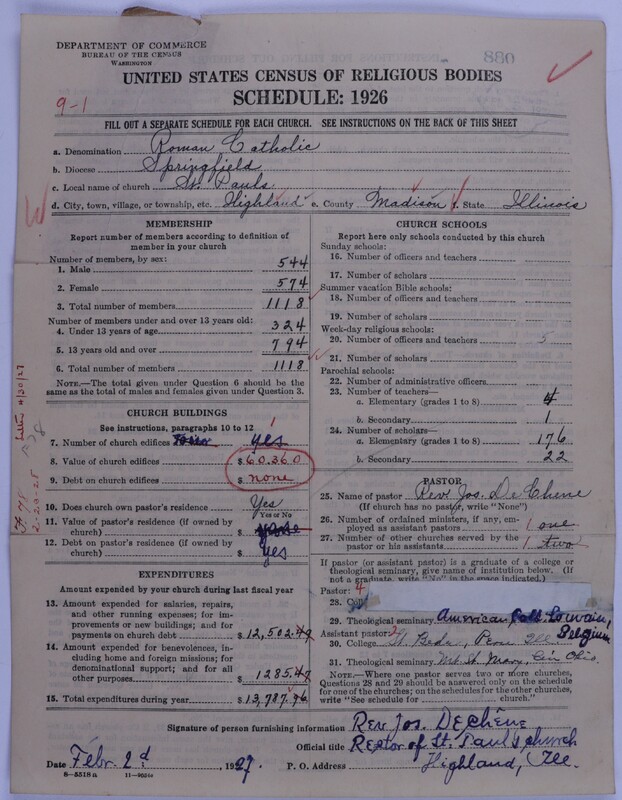 DEPARTMENT OF COMMERCE
BUREAU OF THE CENSUS
WASHINGTON
880
UNITED STATES CENSUS OF RELIGIOUS BODIES
SCHEDULE: 1926
9-1
FILL OUT A SEPARATE SCHEDULE FOR EACH CHURCH. SEE INSTRUCTIONS ON THE BACK OF THIS SHEET
a. Denomination Roman Catholic
b. Diocese Springfield
c. Local name of church St. Pauls
d. City, town, village, or township, etc. Highland e. County Madison f. State Illinois
MEMBERSHIP
Report number of members according to definition of
member in your church
Number of members, by sex:
1. Male 544
2. Female 574
3. Total number of members 1118
Number of members under and over 13 years old:
4. Under 13 years of age 324
5. 13 years old and over 794
6. Total number of members 1118
NOTE.—The total given under Question 6 should be the
same as the total of males and females given under Question 3.
CHURCH BUILDINGS
See instructions, paragraphs 10 to 12
7. Number of church edifices yes 1
8. Value of church edifices $60.360
9. Debt on church edifices $ none
10. Does church own pastor's residence Yes
Yes or No
11. Value of pastor's residence (if owned by
church) $
12. Debt on pastor's residence (if owned by
church) $ yes
EXPENDITURES
Amount expended by your church during last fiscal year
13. Amount expended for salaries, repairs,
and other running expenses; for im-
provements or new buildings; and for
payments on church debt $12,502.49
14. Amount expended for benevolences,
including home and foreign missions; for
denominational support; and for all
other purposes $1285.47
15. Total expenditures during year $13,787.96
CHURCH SCHOOLS
Report here only schools conducted by this church
Sunday schools:
16. Number of officers and teachers
17. Number of scholars
Summer vacation Bible schools:
18. Number of officers and teachers
19. Number of scholars
Week-day religious schools:
20. Number of officers and teachers 5
21. Number of scholars
Parochial schools:
22. Number of administrative officers
23. Number of teachers—
a. Elementary (grades 1 to 8) 4
b. Secondary 1
24. Number of scholars—
a. Elementary (grades 1 to 8) 176
b. Secondary 22
PASTOR
25. Name of pastor Rev. Jos. De Chene
(If church has no pastor, write "None")
26. Number of ordained ministers, if any, em-
ployed as assistant pastors 1 one
27. Number of other churches served by the
pastor or his assistants 1 two
If pastor (or assistant pastor) is a graduate of a college or
theological seminary, give name of institution below. (If
not a graduate, write "No" in the space indicated.)
Pastor: 4
28. Coll
29. Theological seminary American Coll. Louvain, Belgium
Assistant pastor: 2
30. College St. Bede, Peru Ill
31. Theological seminary Mt. St. Mary, Cin Ohio.
NOTE.—Where one pastor serves two or more churches,
Questions 28 and 29 should be answered only on the schedule
for one of the churches; on the schedules for the other churches,
write "See schedule for church."
Signature of person furnishing information Rev. Jos. Dechêne
Official title Rector of St. Paul's church
Date Febr. 2d, 1927. P. O. Address Highland, Ill.
8-5518a 11-9052
Letter 4/30/27
2-20-28